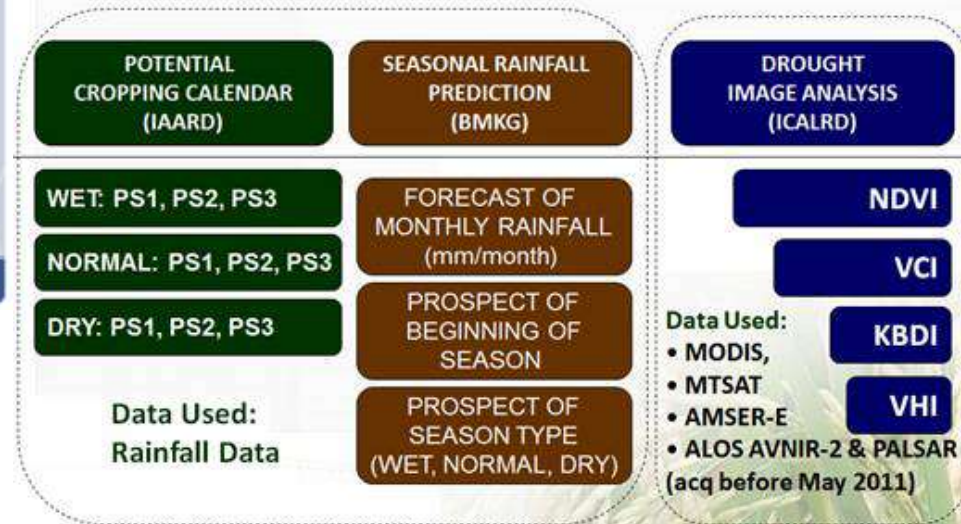 POTENTIAL
CROPPING CALENDAR
(IAARD)
WET: PS1, PS2, PS3
NORMAL: PS1, PS2, PS3
DRY: PS1, PS2, PS3
Data Used:
Rainfall Data
SEASONAL RAINFALL
PREDICTION
(BMKG)
FORECAST OF
MONTHLY RAINFALL
(mm/month)
PROSPECT OF
BEGINNING OF
SEASON
PROSPECT OF
SEASON TYPE
(WET, NORMAL, DRY)
DROUGHT
IMAGE ANALYSIS
(ICALRD)
NDVI
VCI
KBDI
VHI
Data Used:
• MODIS,
• MTSAT
• AMSER-E
• ALOS AVNIR-2 & PALSAR
(acq before May 2011)